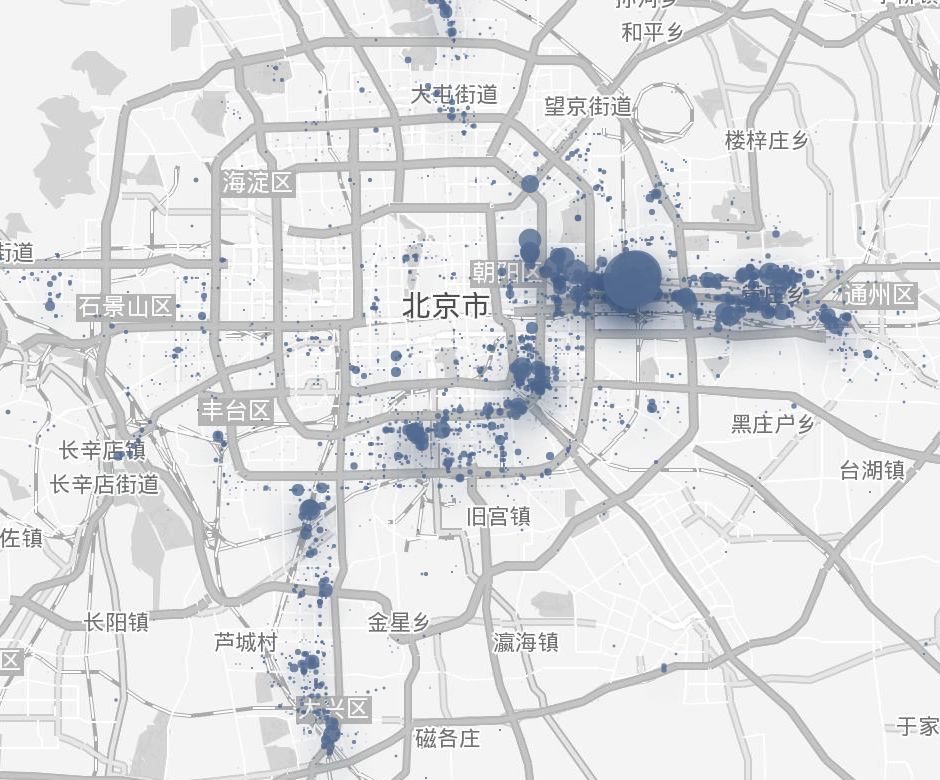 和平乡
大屯街道
望京街道
楼梓庄乡
海淀区
街道
朝阳区
石景山区
北京市
通州区
丰台区
黑庄户乡
长辛店镇
台湖镇
长辛店街道
旧宫镇
佐镇
长阳镇
金星乡
芦城村
瀛海镇
区
大兴区
于家
磁各庄